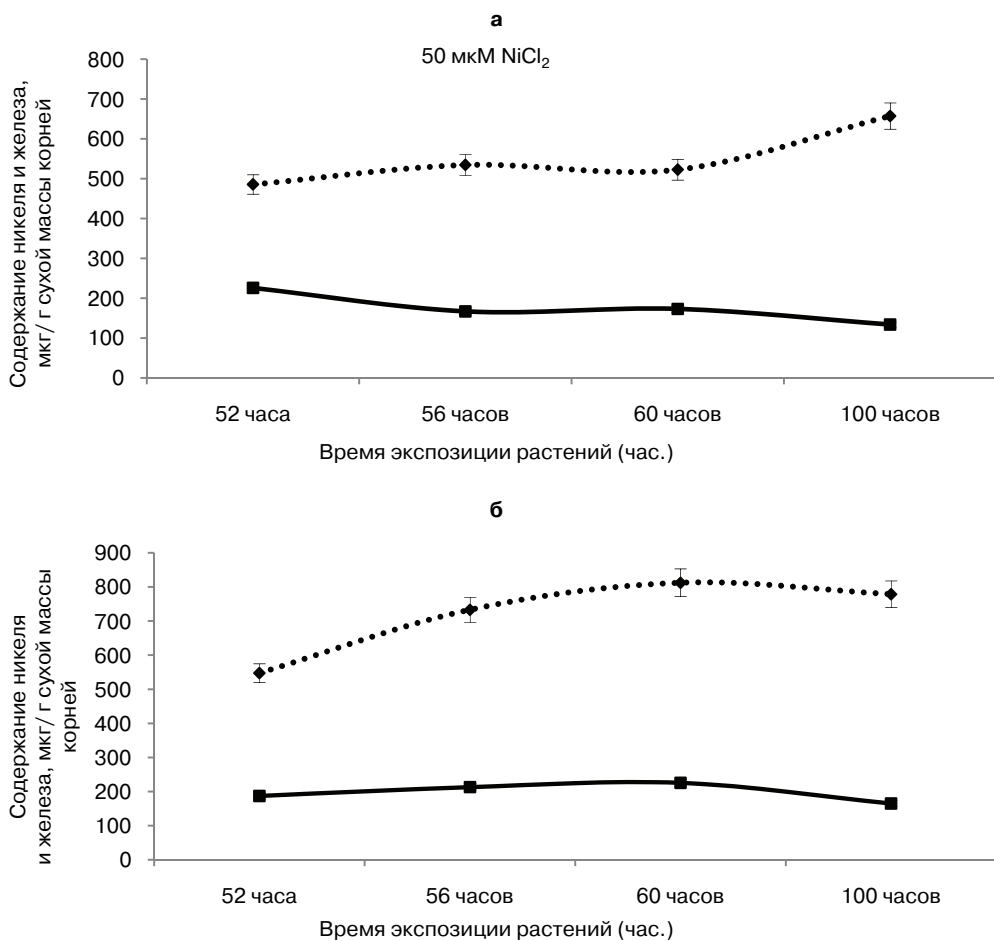 а
50 мкМ NiCl₂
Содержание никеля и железа,
мкг/ г сухой массы корней
800
700
600
500
400
300
200
100
0
52 часа 56 часов 60 часов 100 часов
Время экспозиции растений (час.)
б
Содержание никеля
и железа, мкг/ г сухой массы
корней
900
800
700
600
500
400
300
200
100
0
52 часа 56 часов 60 часов 100 часов
Время экспозиции растений (час.)